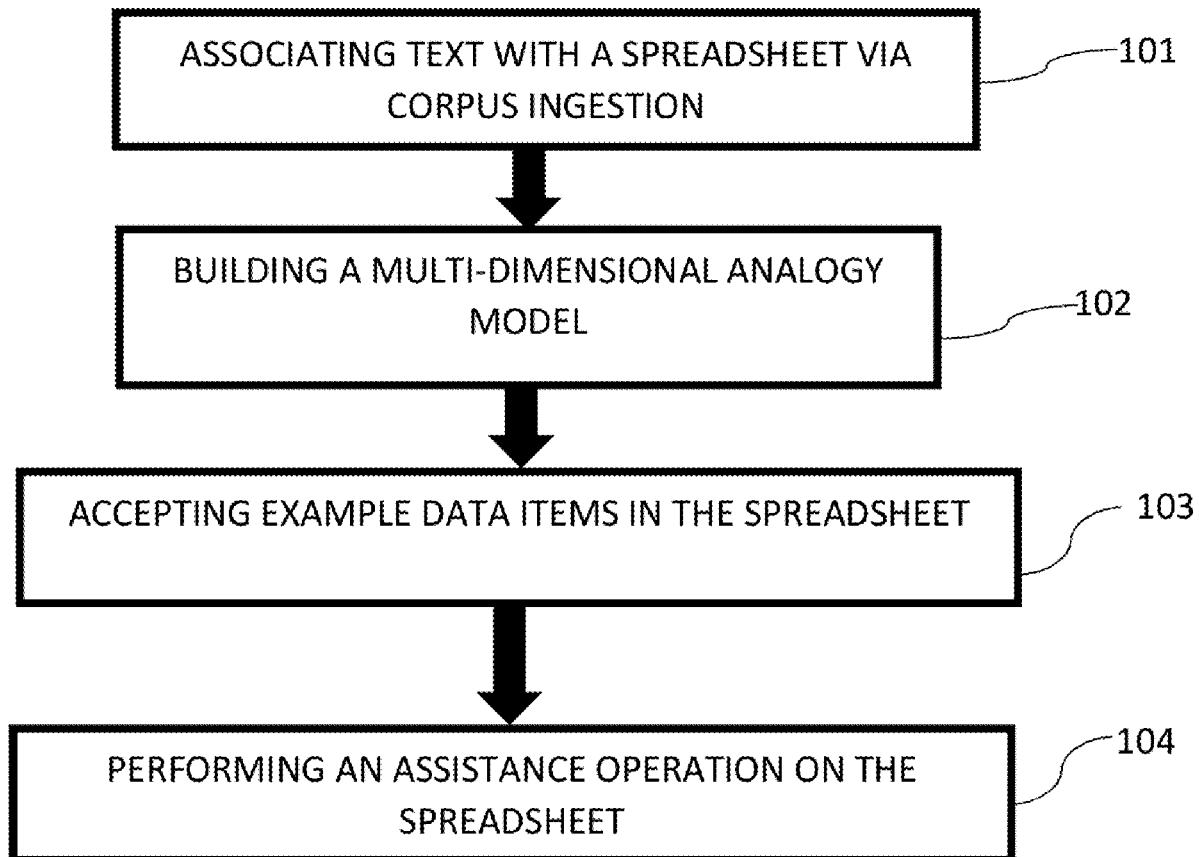 ASSOCIATING TEXT WITH A SPREADSHEET VIA
CORPUS INGESTION
101
BUILDING A MULTI-DIMENSIONAL ANALOGY
MODEL
102
ACCEPTING EXAMPLE DATA ITEMS IN THE SPREADSHEET
103
PERFORMING AN ASSISTANCE OPERATION ON THE
SPREADSHEET
104